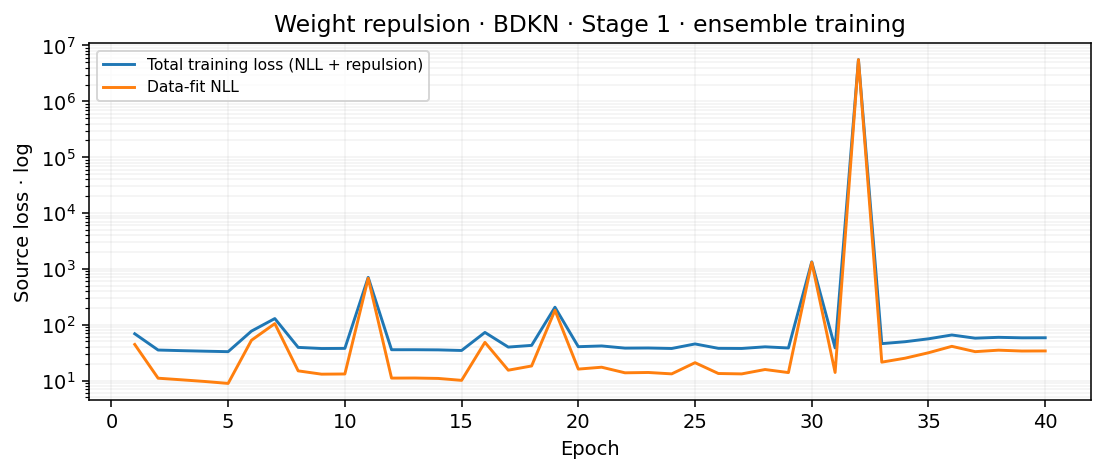 Weight repulsion · BDKN · Stage 1 · ensemble training
Total training loss (NLL + repulsion)
Data-fit NLL
Source loss · log
10^7
10^6
10^5
10^4
10^3
10^2
10^1
0 5 10 15 20 25 30 35 40
Epoch